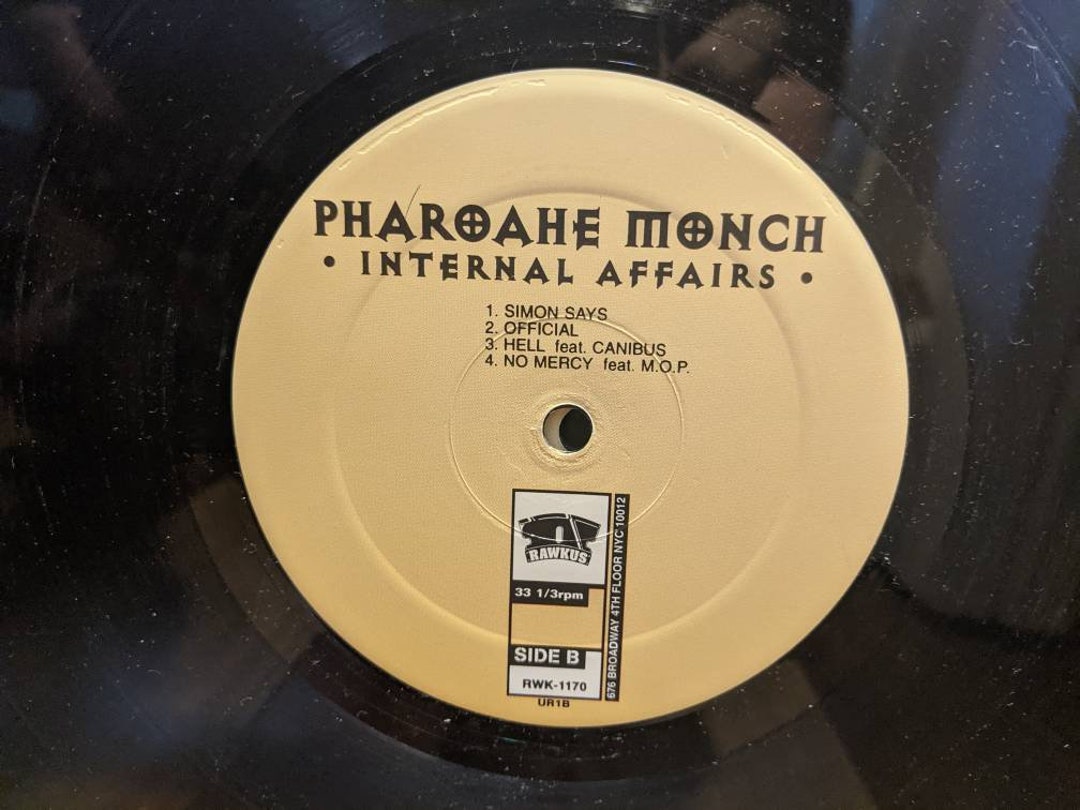 PHAROAHE MONCH
• INTERNAL AFFAIRS •
1. SIMON SAYS
2. OFFICIAL
3. HELL feat. CANIBUS
4. NO MERCY feat. M.O.P.
RAWKUS
33 1/3rpm
SIDE B
RWK-1170
UR1B
676 BROADWAY 4TH FLOOR NYC 10012